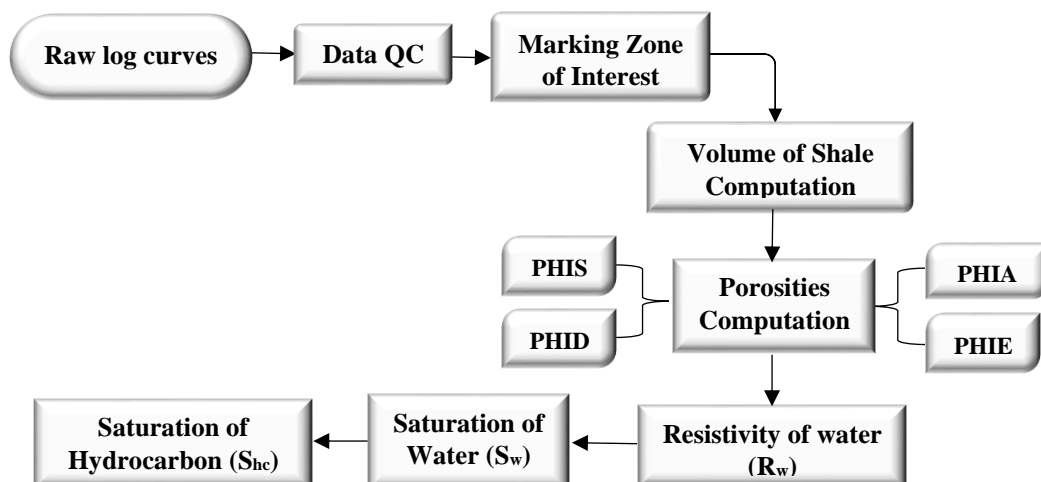 Raw log curves
Data QC
Marking Zone
of Interest
Volume of Shale
Computation
PHIS
PHID
Porosities
Computation
PHIA
PHIE
Resistivity of water
(Rw)
Saturation of
Water (Sw)
Saturation of
Hydrocarbon (Shc)